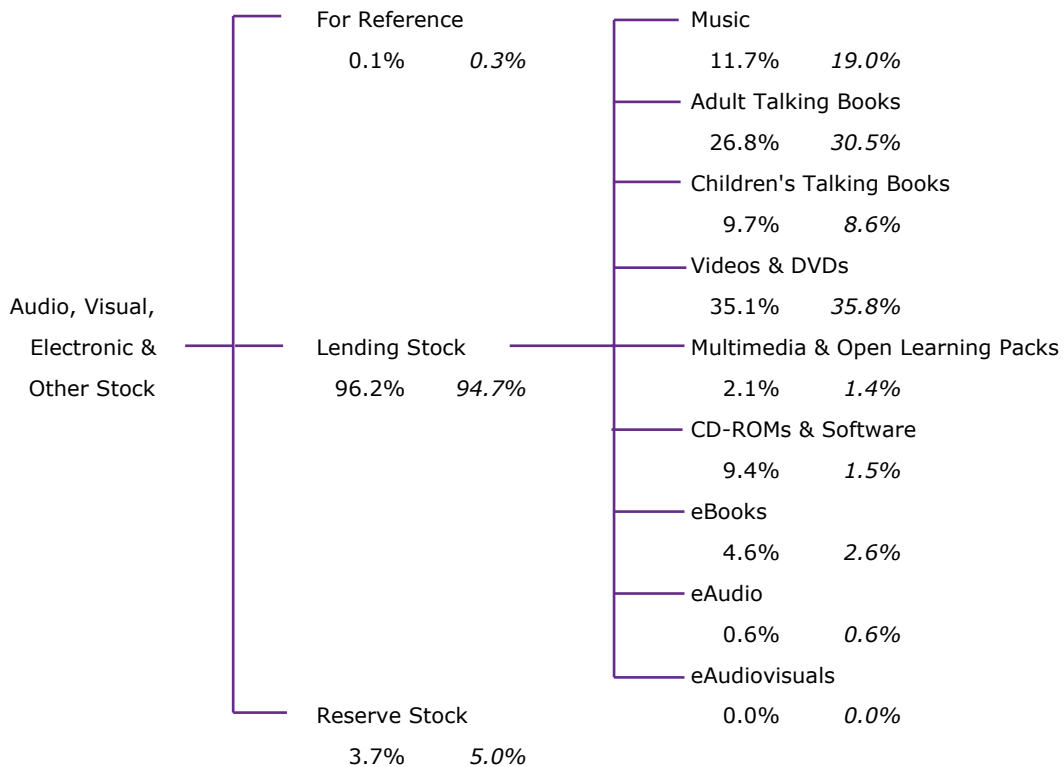 Audio, Visual,
Electronic &
Other Stock
For Reference
0.1% 0.3%
Lending Stock
96.2% 94.7%
Reserve Stock
3.7% 5.0%
Music
11.7% 19.0%
Adult Talking Books
26.8% 30.5%
Children's Talking Books
9.7% 8.6%
Videos & DVDs
35.1% 35.8%
Multimedia & Open Learning Packs
2.1% 1.4%
CD-ROMs & Software
9.4% 1.5%
eBooks
4.6% 2.6%
eAudio
0.6% 0.6%
eAudiovisuals
0.0% 0.0%